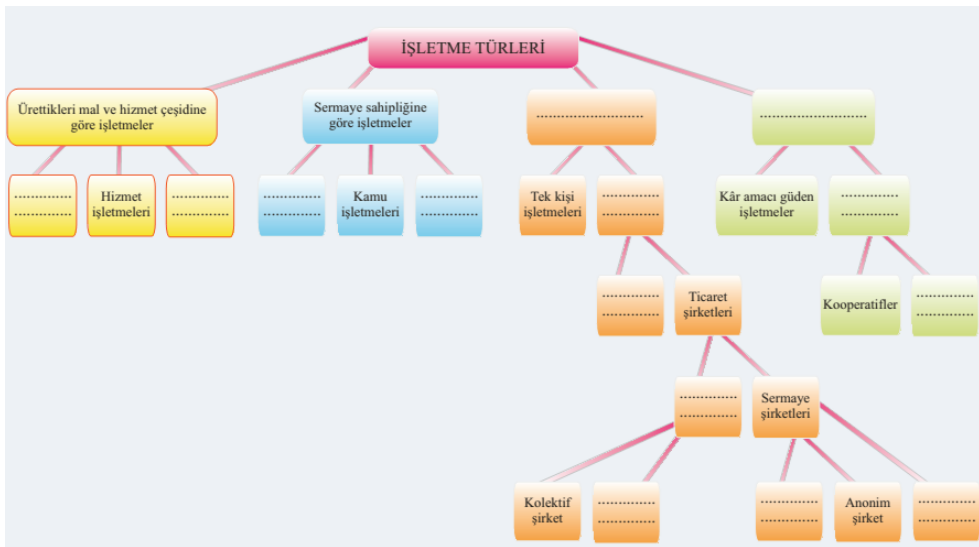 İŞLETME TÜRLERİ
Ürettikleri mal ve hizmet çeşidine
göre işletmeler
Sermaye sahipliğine
göre işletmeler
............................
............................
..............
..............
Hizmet
işletmeleri
..............
..............
..............
..............
Kamu
işletmeleri
..............
..............
Tek kişi
işletmeleri
..............
..............
Kâr amacı güden
işletmeler
..............
..............
..............
..............
Ticaret
şirketleri
Kooperatifler
..............
..............
..............
..............
Sermaye
şirketleri
Kolektif
şirket
..............
..............
..............
..............
Anonim
şirket
..............
..............